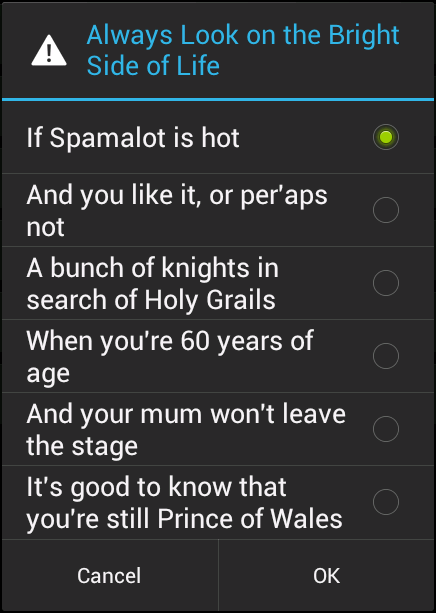 Always Look on the Bright
Side of Life
If Spamalot is hot
And you like it, or per'aps
not
A bunch of knights in
search of Holy Grails
When you're 60 years of
age
And your mum won't leave
the stage
It's good to know that
you're still Prince of Wales
Cancel
OK